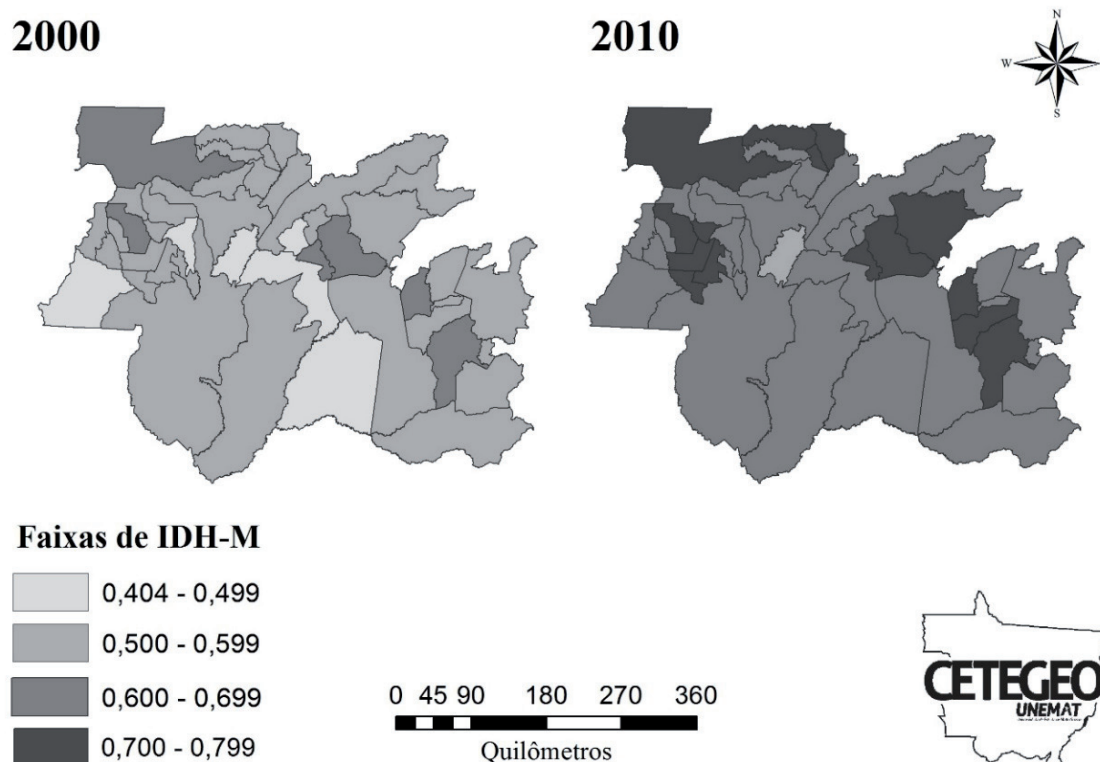 2000
2010
N
W
S
Faixas de IDH-M
0,404 - 0,499
0,500 - 0,599
0,600 - 0,699
0,700 - 0,799
0 45 90 180 270 360
Quilômetros
CETEGEO
UNEMAT